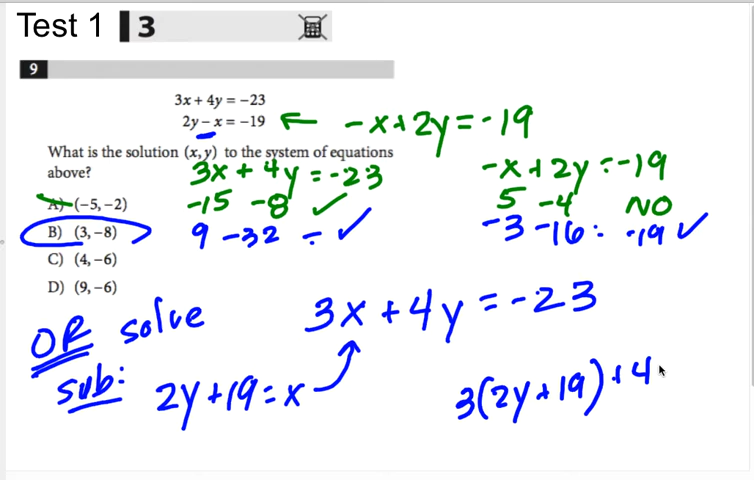 Test 1 3
9
3x + 4y = −23
2y − x = −19 ← -x+2y=-19
What is the solution (x, y) to the system of equations
above?
3x + 4y = -23 -x+2y=-19
A) (−5, −2) -15 -8 ✓ 5 -4 NO
B) (3, −8) 9 -32 = ✓ -3 -16 = -19 ✓
C) (4, −6)
D) (9, −6)
OR solve 3x+4y=-23
sub: 2y+19=x 3(2y+19)+4